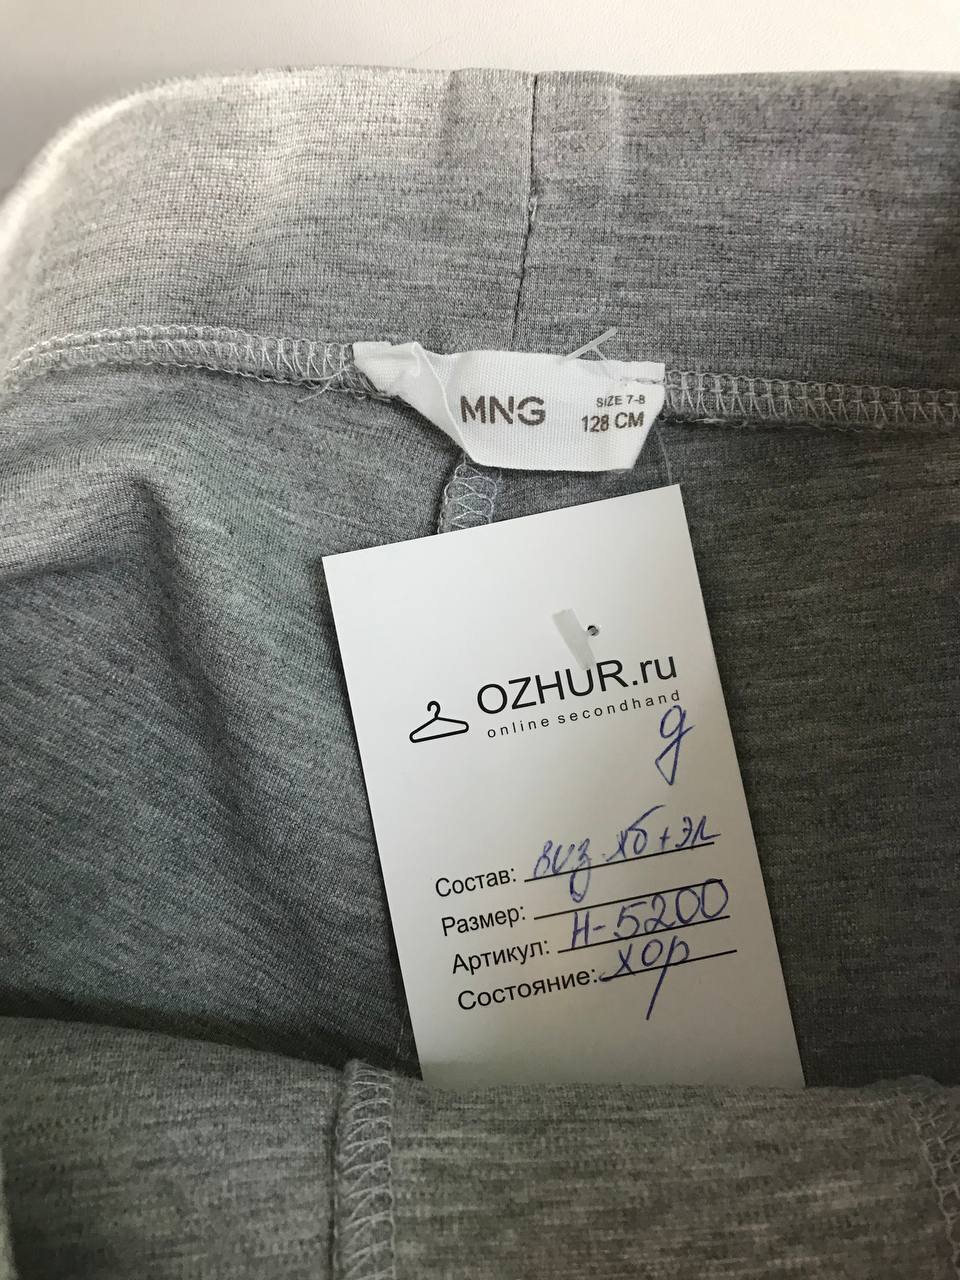 MNG
SIZE 7-8
128 CM
OZHUR.ru
online secondhand
д
Состав: виз хб+эл
Размер:
Артикул: Н-5200
Состояние: хор